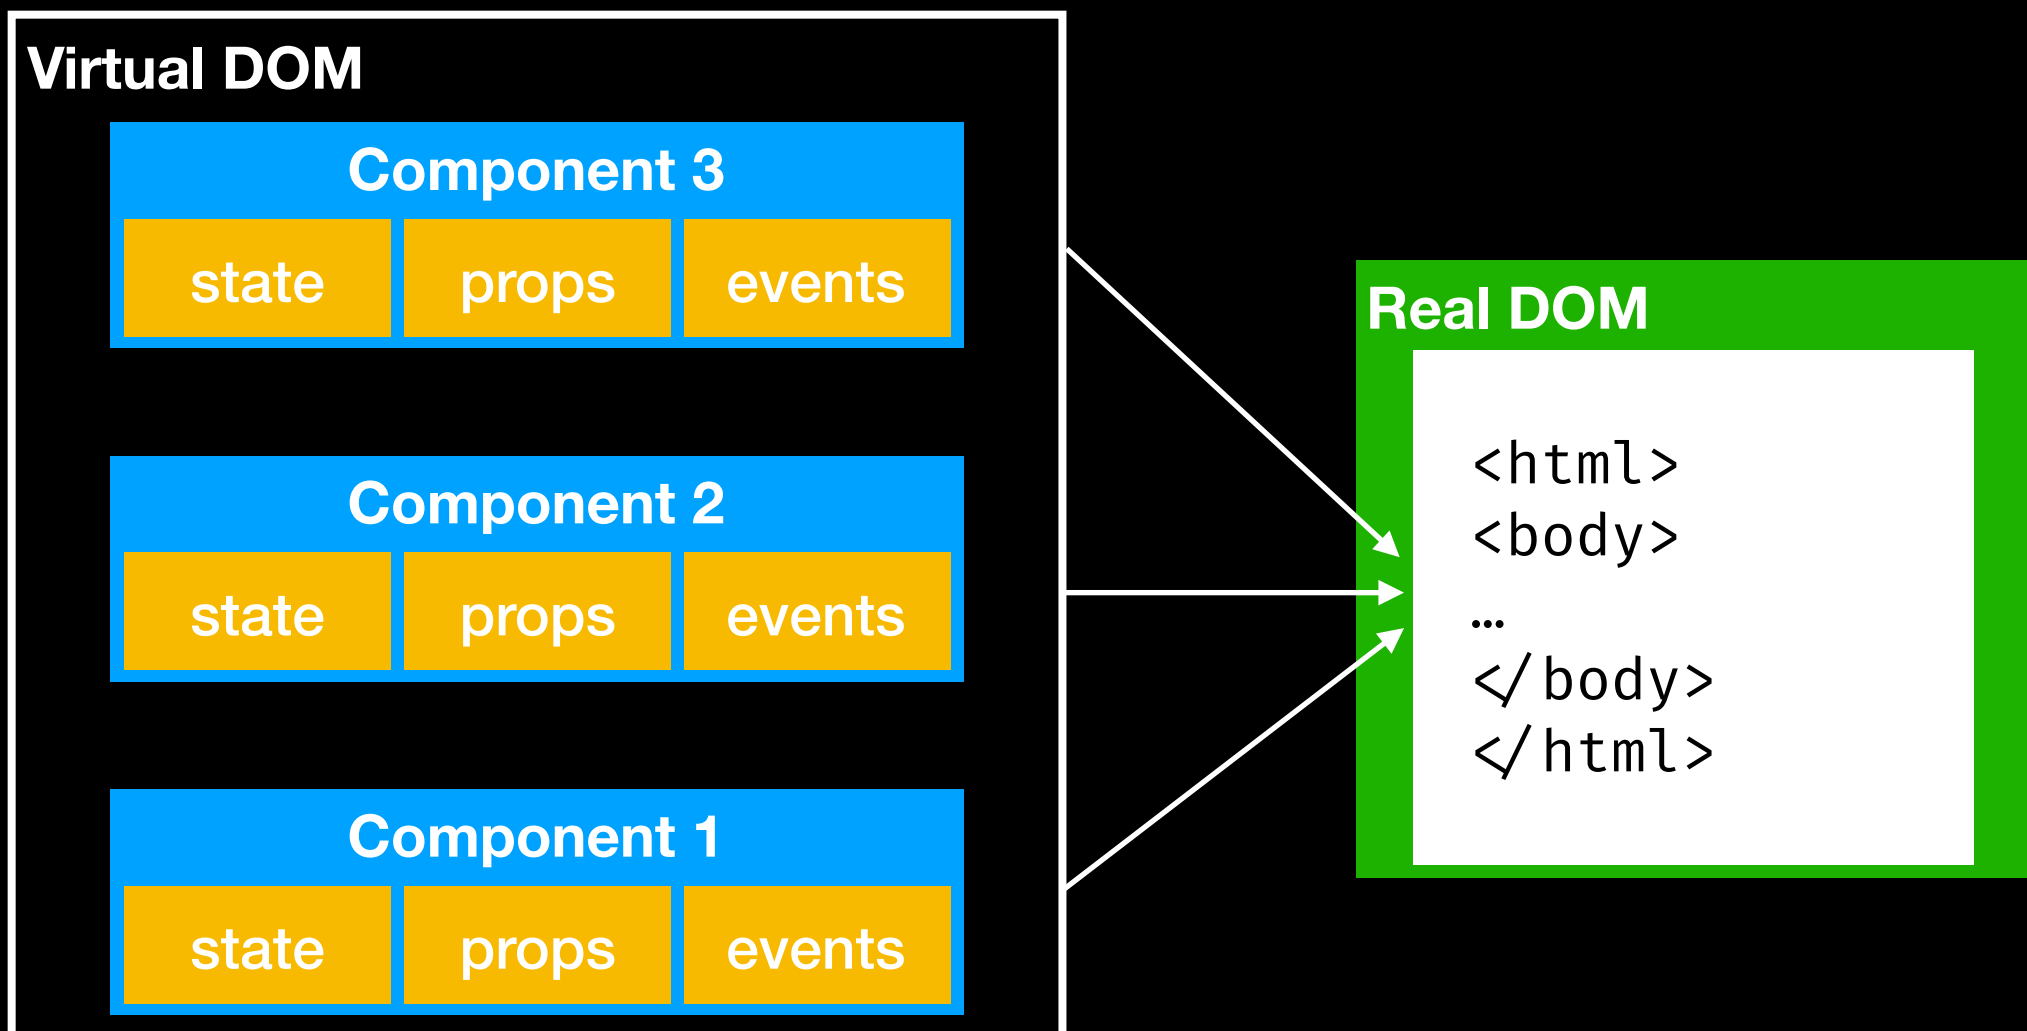 Virtual DOM
Component 3
state props events
Component 2
state props events
Component 1
state props events
Real DOM
<html>
<body>
…
</body>
</html>